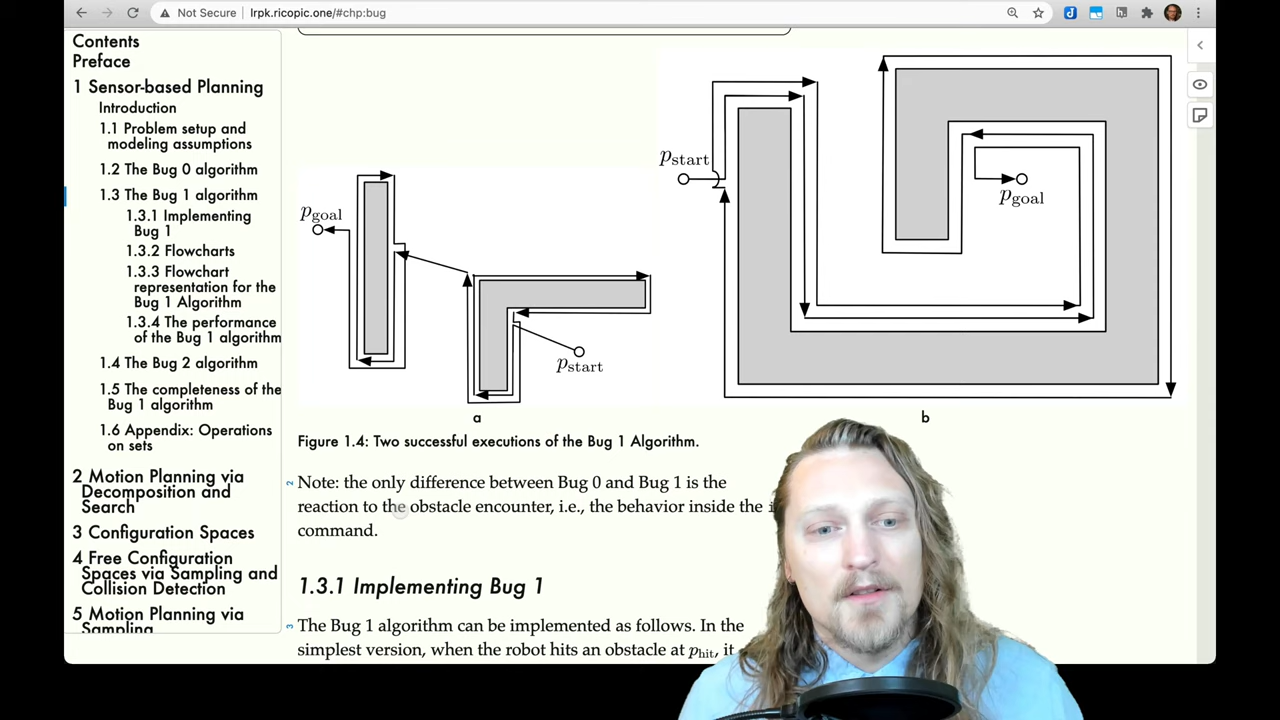 Not Secure lrpk.ricopic.one/#chp:bug
Contents
Preface
1 Sensor-based Planning
Introduction
1.1 Problem setup and
modeling assumptions
1.2 The Bug 0 algorithm
1.3 The Bug 1 algorithm
1.3.1 Implementing
Bug 1
1.3.2 Flowcharts
1.3.3 Flowchart
representation for the
Bug 1 Algorithm
1.3.4 The performance
of the Bug 1 algorithm
1.4 The Bug 2 algorithm
1.5 The completeness of the
Bug 1 algorithm
1.6 Appendix: Operations
on sets
2 Motion Planning via
Decomposition and
Search
3 Configuration Spaces
4 Free Configuration
Spaces via Sampling and
Collision Detection
5 Motion Planning via
Sampling
pgoal
pstart
a
pstart
pgoal
b
Figure 1.4: Two successful executions of the Bug 1 Algorithm.
2 Note: the only difference between Bug 0 and Bug 1 is the
reaction to the obstacle encounter, i.e., the behavior inside the
command.
1.3.1 Implementing Bug 1
3 The Bug 1 algorithm can be implemented as follows. In the
simplest version, when the robot hits an obstacle at phit, it